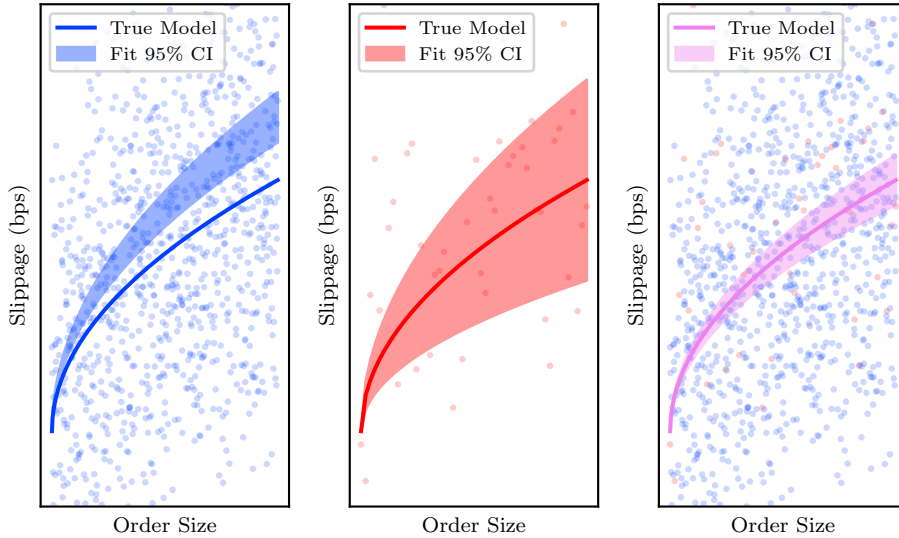 True Model
Fit 95% CI
Slippage (bps)
Order Size
True Model
Fit 95% CI
Slippage (bps)
Order Size
True Model
Fit 95% CI
Slippage (bps)
Order Size